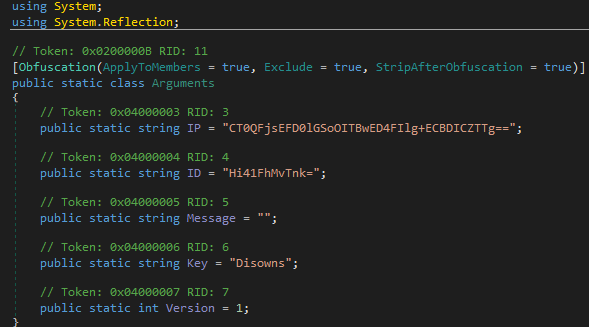 using System;
using System.Reflection;
// Token: 0x0200000B RID: 11
[Obfuscation(ApplyToMembers = true, Exclude = true, StripAfterObfuscation = true)]
public static class Arguments
{
// Token: 0x04000003 RID: 3
public static string IP = "CT0QFjsEFD0lGSoOITBwED4FIlg+ECBDICZTTg==";
// Token: 0x04000004 RID: 4
public static string ID = "Hi41FhMvTnk=";
// Token: 0x04000005 RID: 5
public static string Message = "";
// Token: 0x04000006 RID: 6
public static string Key = "Disowns";
// Token: 0x04000007 RID: 7
public static int Version = 1;
}